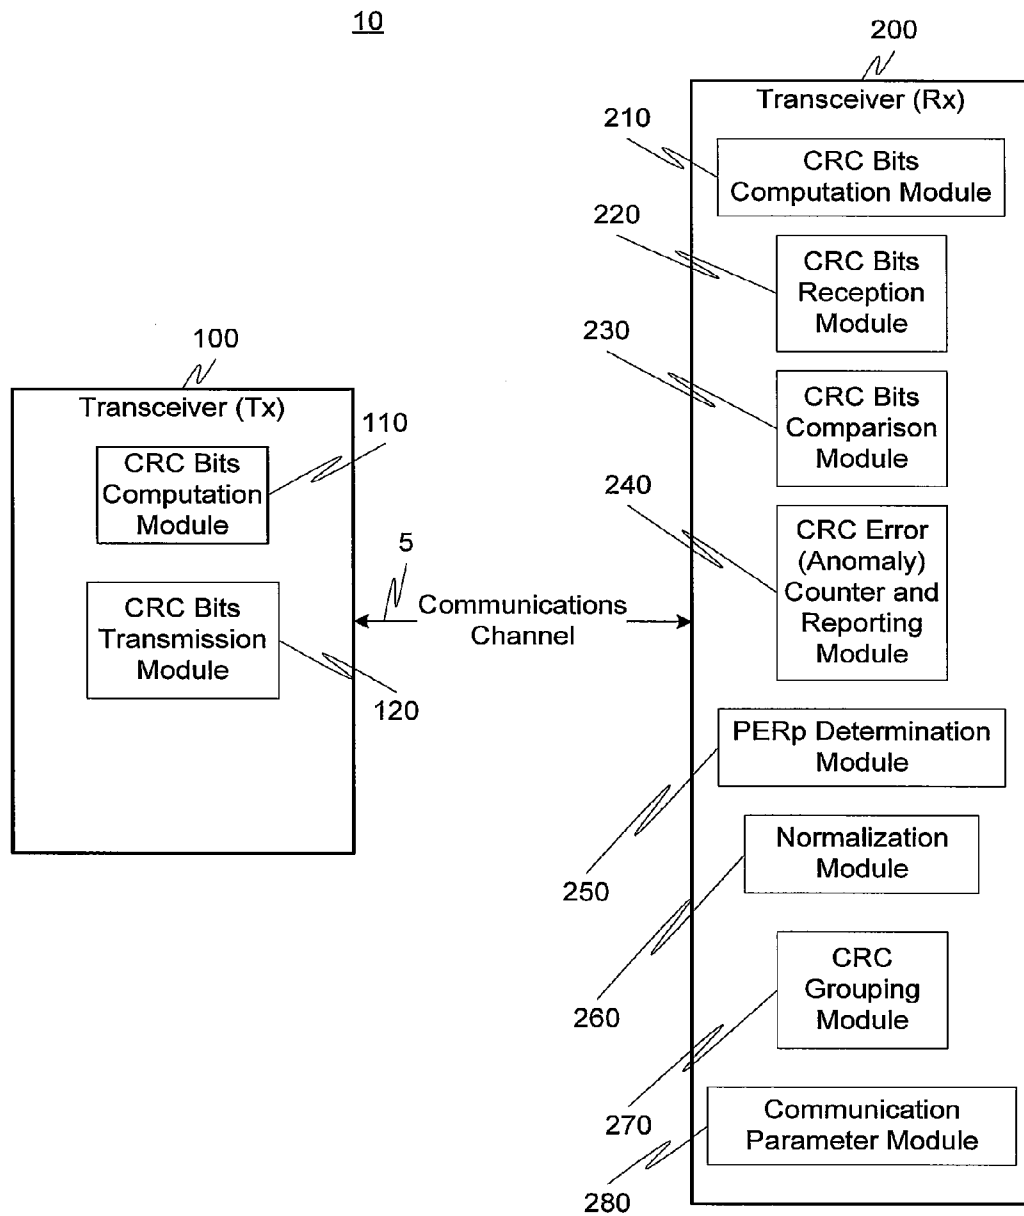 10
200
Transceiver (Rx)
210
CRC Bits
Computation Module
220
CRC Bits
Reception
Module
230
CRC Bits
Comparison
Module
240
CRC Error
(Anomaly)
Counter and
Reporting
Module
100
Transceiver (Tx)
110
CRC Bits
Computation
Module
5
Communications
Channel
CRC Bits
Transmission
Module
120
PERp Determination
Module
250
Normalization
Module
260
CRC
Grouping
Module
270
Communication
Parameter Module
280